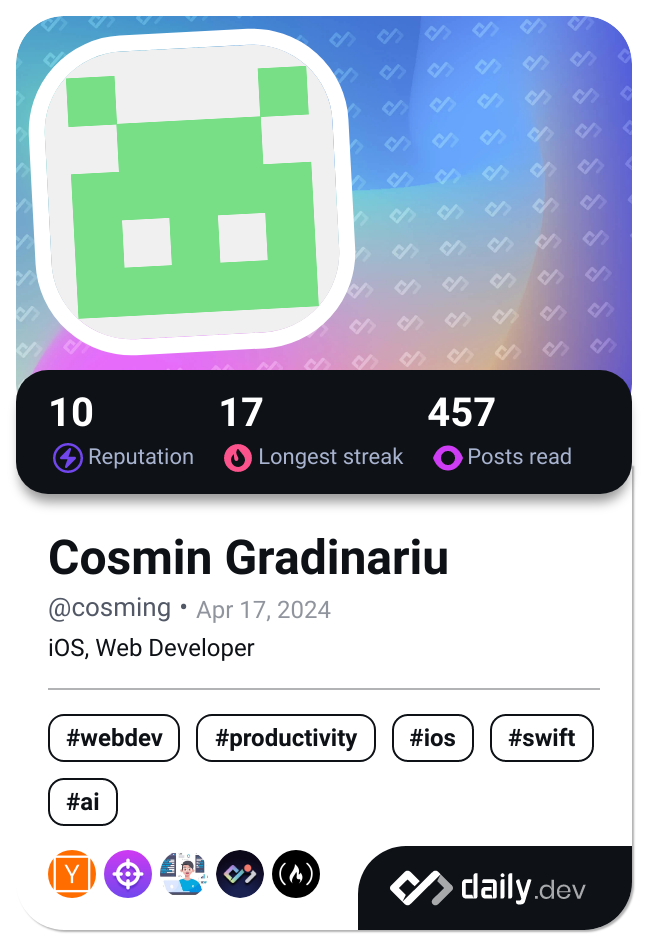 10 17 457
Reputation Longest streak Posts read
Cosmin Gradinariu
@cosming • Apr 17, 2024
iOS, Web Developer
#webdev #productivity #ios #swift
#ai
Y
daily.dev